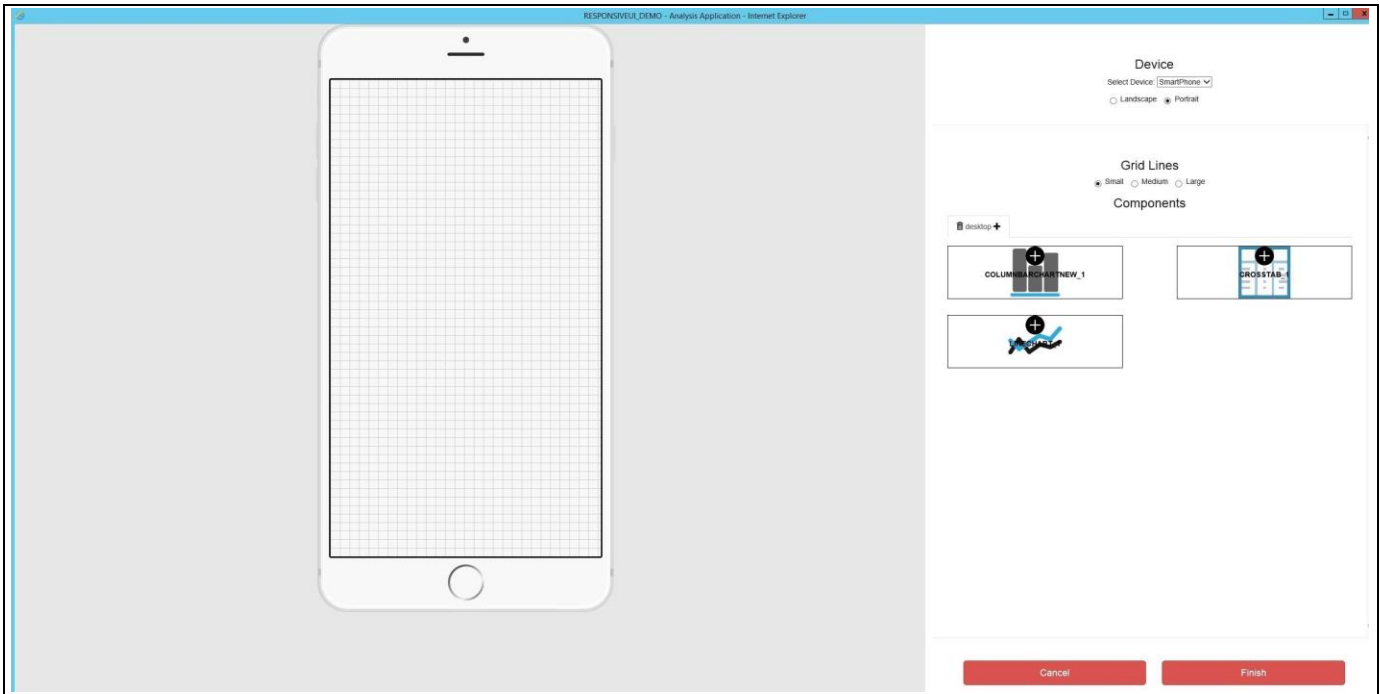 RESPONSIVEUI_DEMO - Analysis Application - Internet Explorer
Device
Select Device: SmartPhone
Landscape Portrait
Grid Lines
Small Medium Large
Components
desktop
COLUMNBARCHARTNEW_1
CROSSTAB_1
LINECHART_1
Cancel
Finish